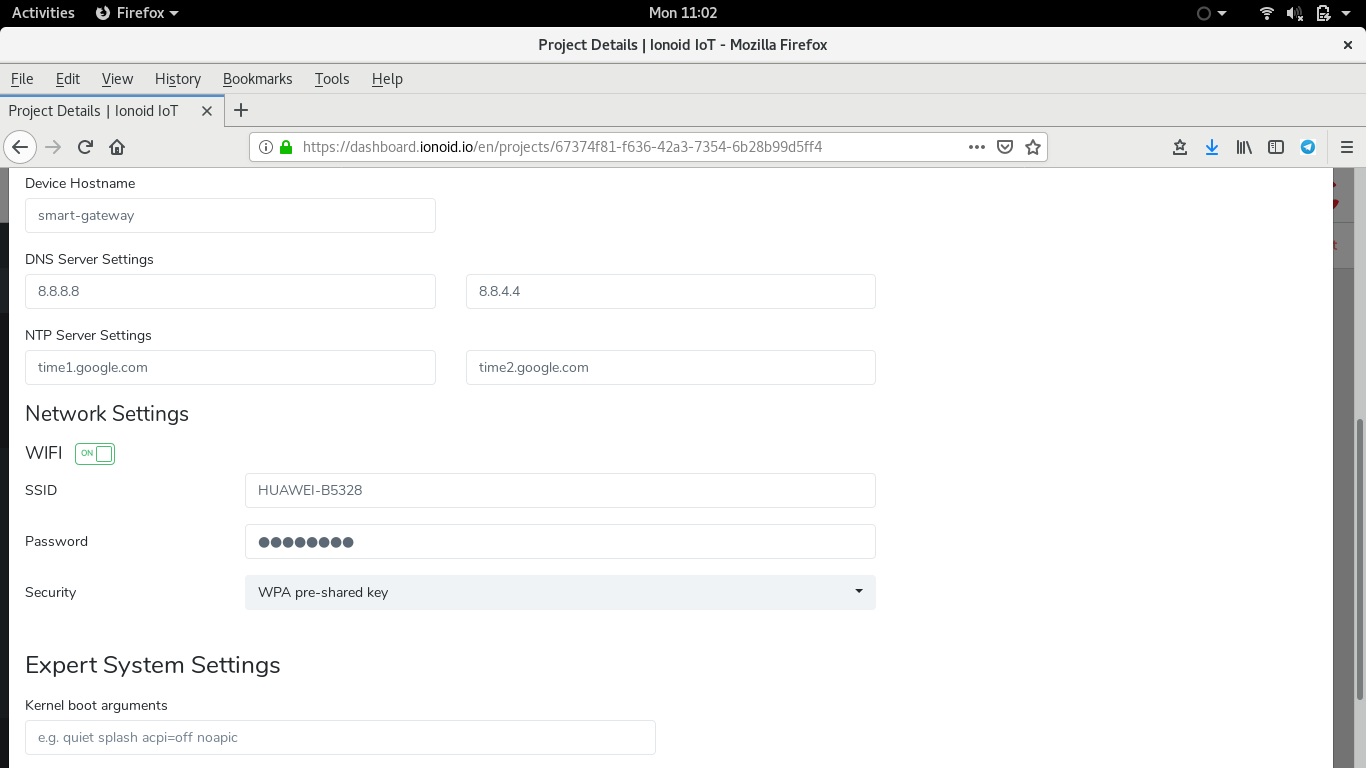 Activities Firefox Mon 11:02
Project Details | Ionoid IoT - Mozilla Firefox
File Edit View History Bookmarks Tools Help
Project Details | Ionoid IoT
https://dashboard.ionoid.io/en/projects/67374f81-f636-42a3-7354-6b28b99d5ff4
Device Hostname
smart-gateway
DNS Server Settings
8.8.8.8 8.8.4.4
NTP Server Settings
time1.google.com time2.google.com
Network Settings
WIFI ON
SSID HUAWEI-B5328
Password ●●●●●●●●
Security WPA pre-shared key
Expert System Settings
Kernel boot arguments
e.g. quiet splash acpi=off noapic